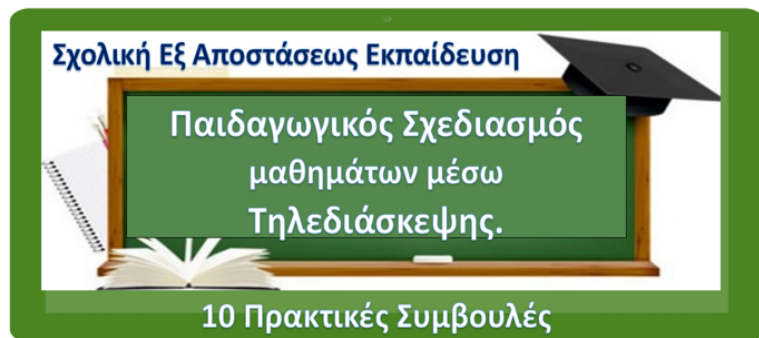 Σχολική Εξ Αποστάσεως Εκπαίδευση
Παιδαγωγικός Σχεδιασμός
μαθημάτων μέσω
Τηλεδιάσκεψης.
10 Πρακτικές Συμβουλές